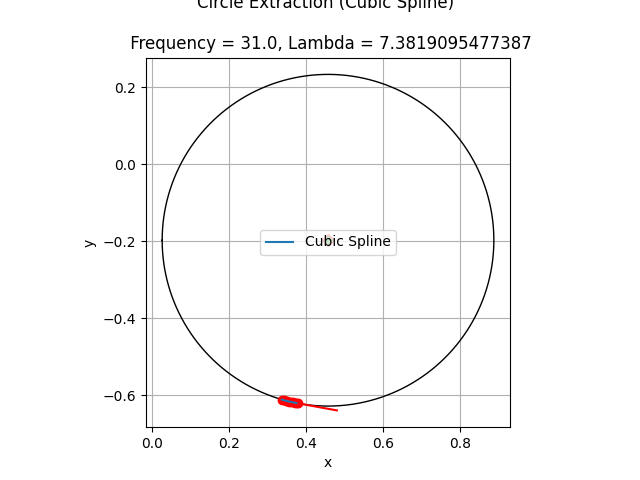 Circle Extraction (Cubic Spline)
Frequency = 31.0, Lambda = 7.3819095477387
0.2
0.0
−0.2
−0.4
−0.6
y
Cubic Spline
0.0 0.2 0.4 0.6 0.8
x